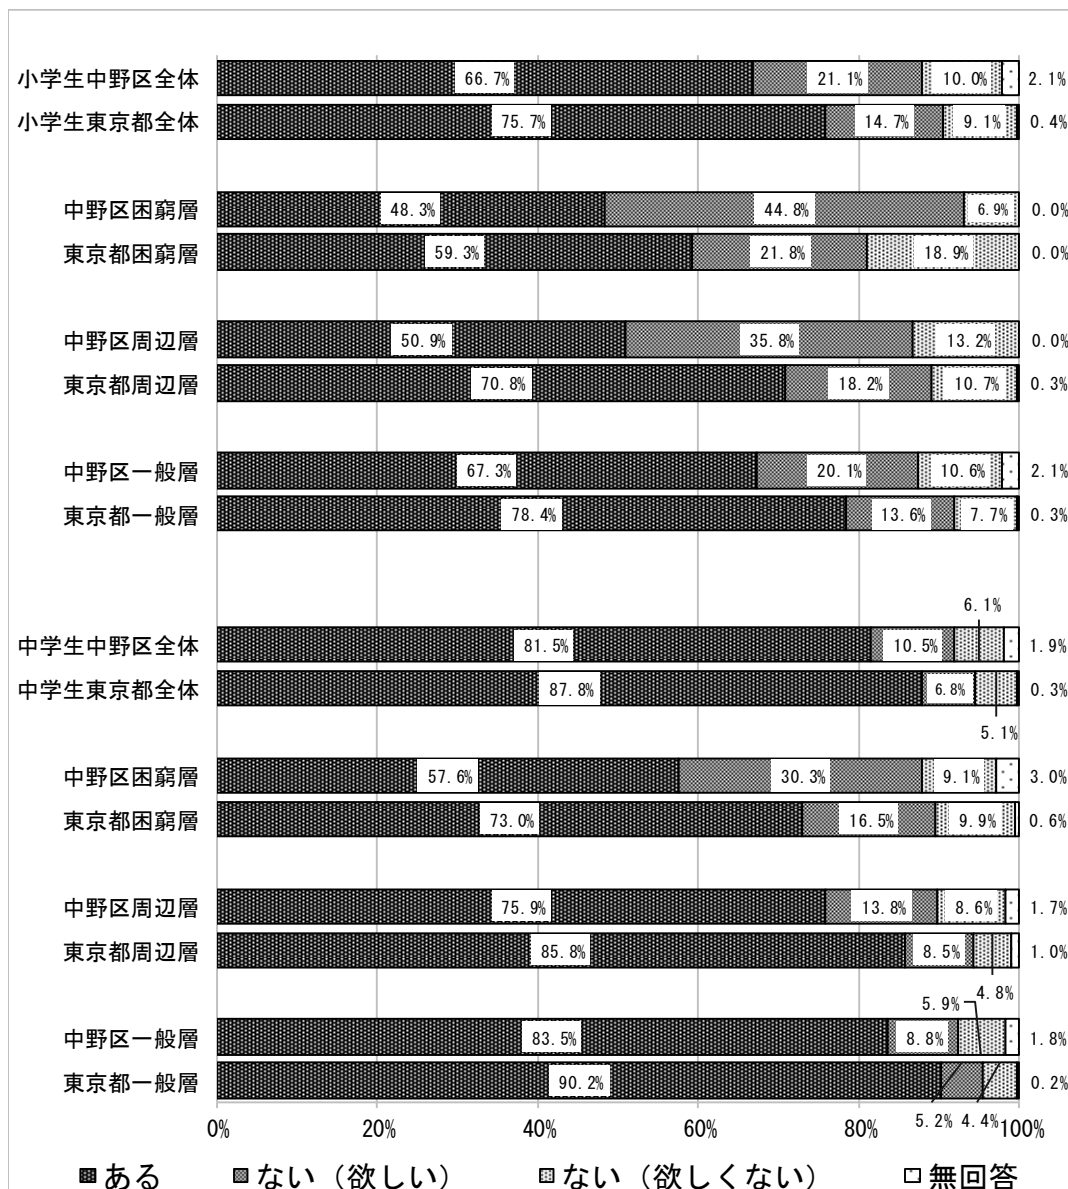 小学生中野区全体 66.7% 21.1% 10.0% 2.1%
小学生東京都全体 75.7% 14.7% 9.1% 0.4%
中野区困窮層 48.3% 44.8% 6.9% 0.0%
東京都困窮層 59.3% 21.8% 18.9% 0.0%
中野区周辺層 50.9% 35.8% 13.2% 0.0%
東京都周辺層 70.8% 18.2% 10.7% 0.3%
中野区一般層 67.3% 20.1% 10.6% 2.1%
東京都一般層 78.4% 13.6% 7.7% 0.3%
6.1%
中学生中野区全体 81.5% 10.5% 1.9%
中学生東京都全体 87.8% 6.8% 0.3%
5.1%
中野区困窮層 57.6% 30.3% 9.1% 3.0%
東京都困窮層 73.0% 16.5% 9.9% 0.6%
中野区周辺層 75.9% 13.8% 8.6% 1.7%
東京都周辺層 85.8% 8.5% 1.0%
4.8%
5.9%
中野区一般層 83.5% 8.8% 1.8%
東京都一般層 90.2% 0.2%
5.2% 4.4%
0% 20% 40% 60% 80% 100%
ある ない（欲しい） ない（欲しくない） 無回答